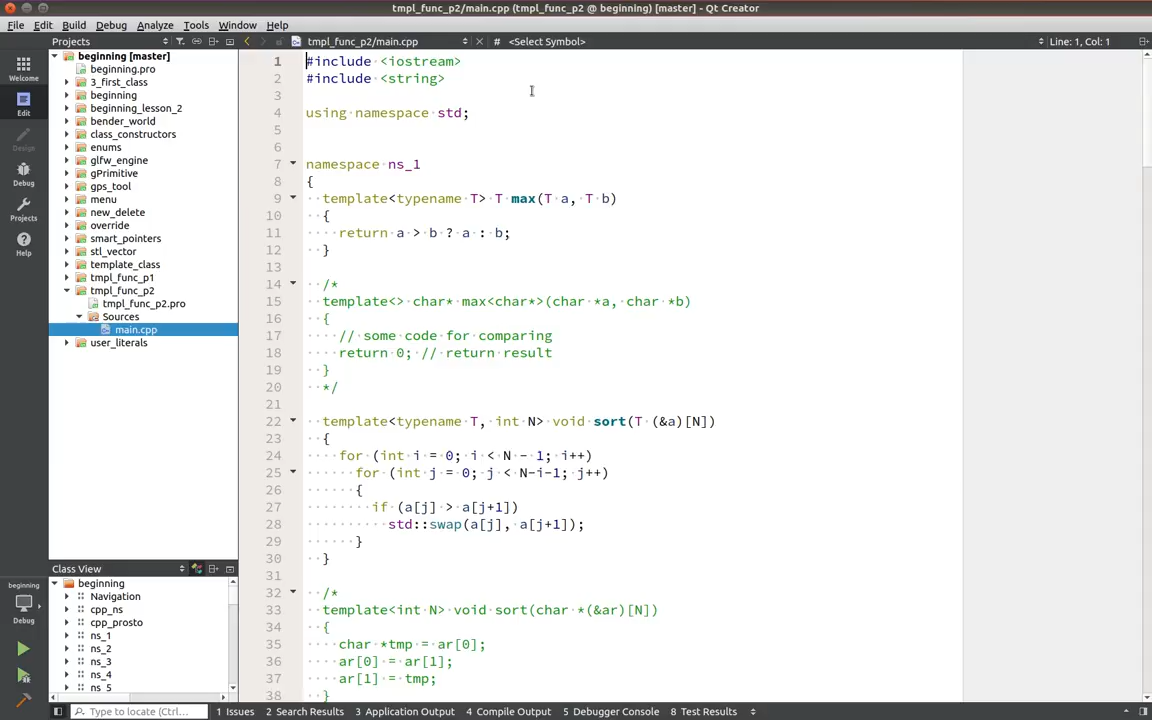 tmpl_func_p2/main.cpp (tmpl_func_p2 @ beginning) [master] - Qt Creator
File Edit Build Debug Analyze Tools Window Help
Projects
tmpl_func_p2/main.cpp
# <Select Symbol>
Line: 1, Col: 1
Welcome
Edit
Design
Debug
Projects
Help
beginning
Debug
beginning [master]
beginning.pro
3_first_class
beginning
beginning_lesson_2
bender_world
class_constructors
enums
glfw_engine
gPrimitive
gps_tool
menu
new_delete
override
smart_pointers
stl_vector
template_class
tmpl_func_p1
tmpl_func_p2
tmpl_func_p2.pro
Sources
main.cpp
user_literals
Class View
beginning
Navigation
cpp_ns
cpp_prosto
ns_1
ns_2
ns_3
ns_4
ns_5
1 #include <iostream>
2 #include <string>
3
4 using namespace std;
5
6
7 namespace ns_1
8 {
9 template<typename T> T max(T a, T b)
10 {
11 return a > b ? a : b;
12 }
13
14 /*
15 template<> char* max<char*>(char *a, char *b)
16 {
17 // some code for comparing
18 return 0; // return result
19 }
20 */
21
22 template<typename T, int N> void sort(T (&a)[N])
23 {
24 for (int i = 0; i < N - 1; i++)
25 for (int j = 0; j < N-i-1; j++)
26 {
27 if (a[j] > a[j+1])
28 std::swap(a[j], a[j+1]);
29 }
30 }
31
32 /*
33 template<int N> void sort(char *(&ar)[N])
34 {
35 char *tmp = ar[0];
36 ar[0] = ar[1];
37 ar[1] = tmp;
38 }
Type to locate (Ctrl...
1 Issues 2 Search Results 3 Application Output 4 Compile Output 5 Debugger Console 8 Test Results